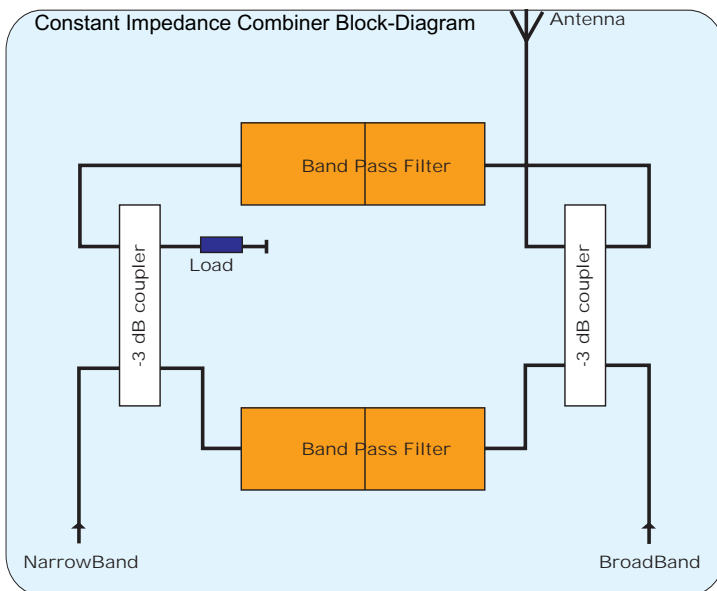 Constant Impedance Combiner Block-Diagram
Antenna
Band Pass Filter
-3 dB coupler
Load
-3 dB coupler
Band Pass Filter
NarrowBand
BroadBand